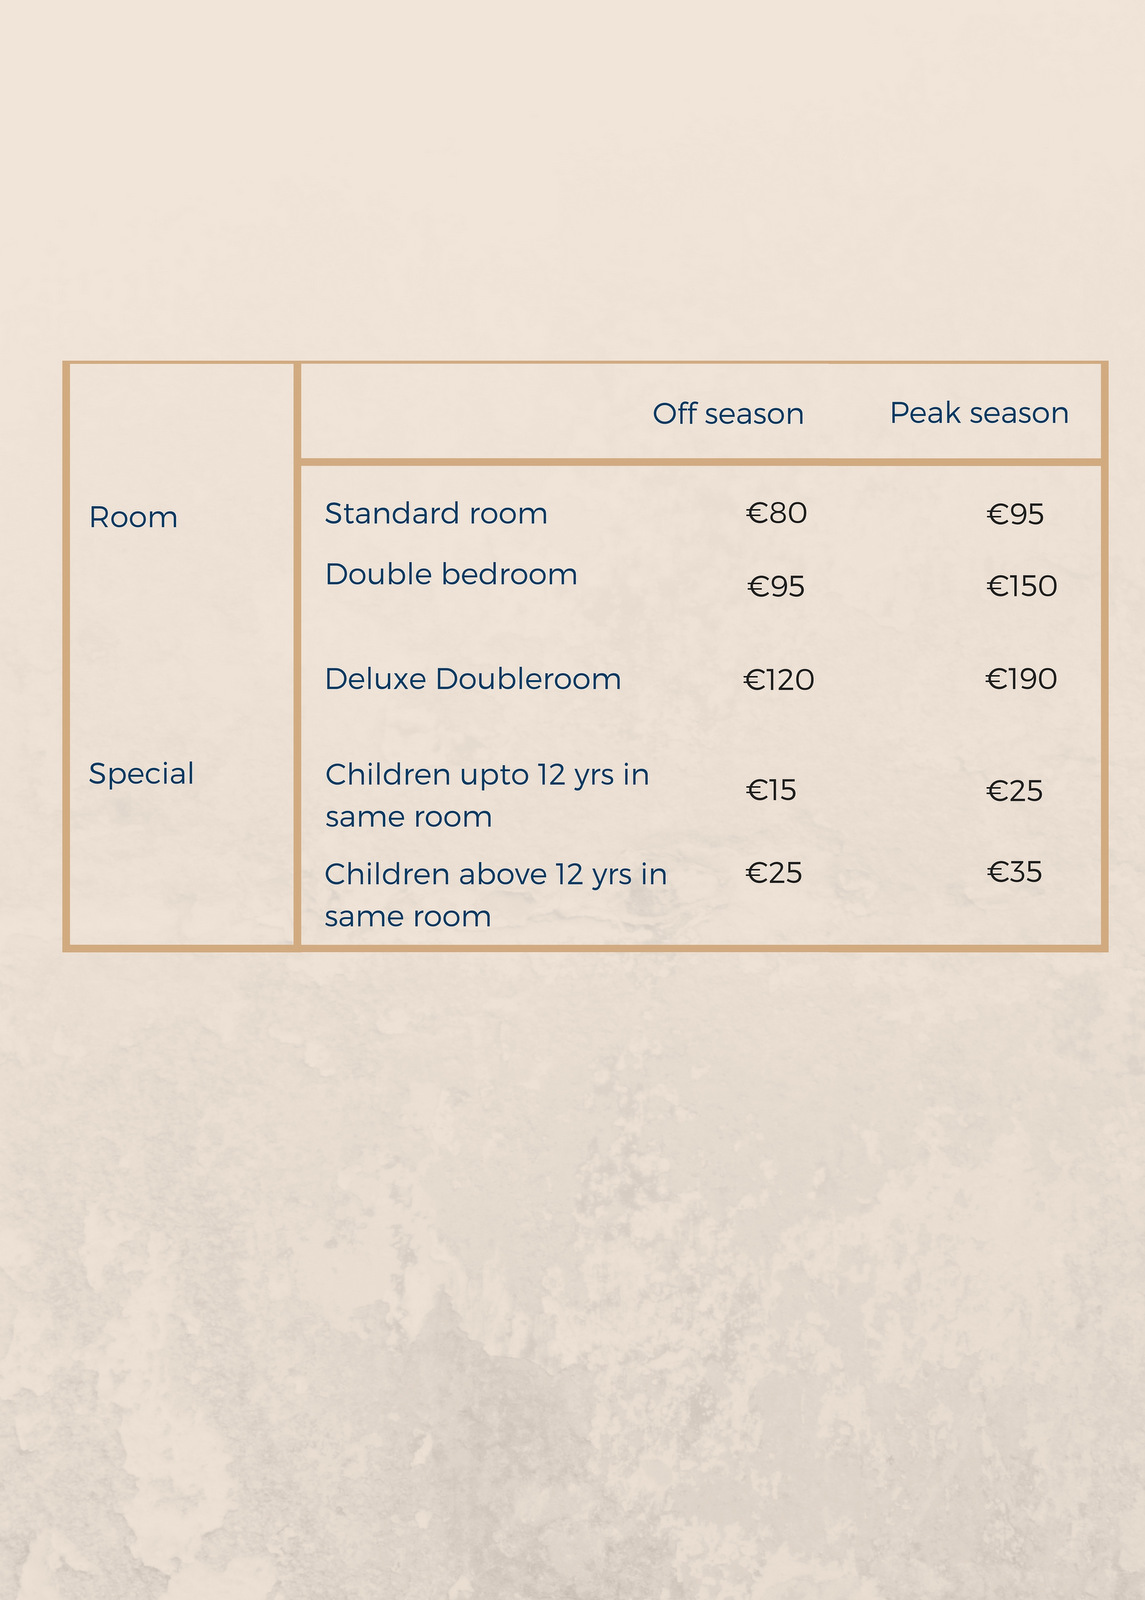 Off season Peak season
Room Standard room €80 €95
Double bedroom €95 €150
Deluxe Doubleroom €120 €190
Special Children upto 12 yrs in
same room €15 €25
Children above 12 yrs in €25 €35
same room